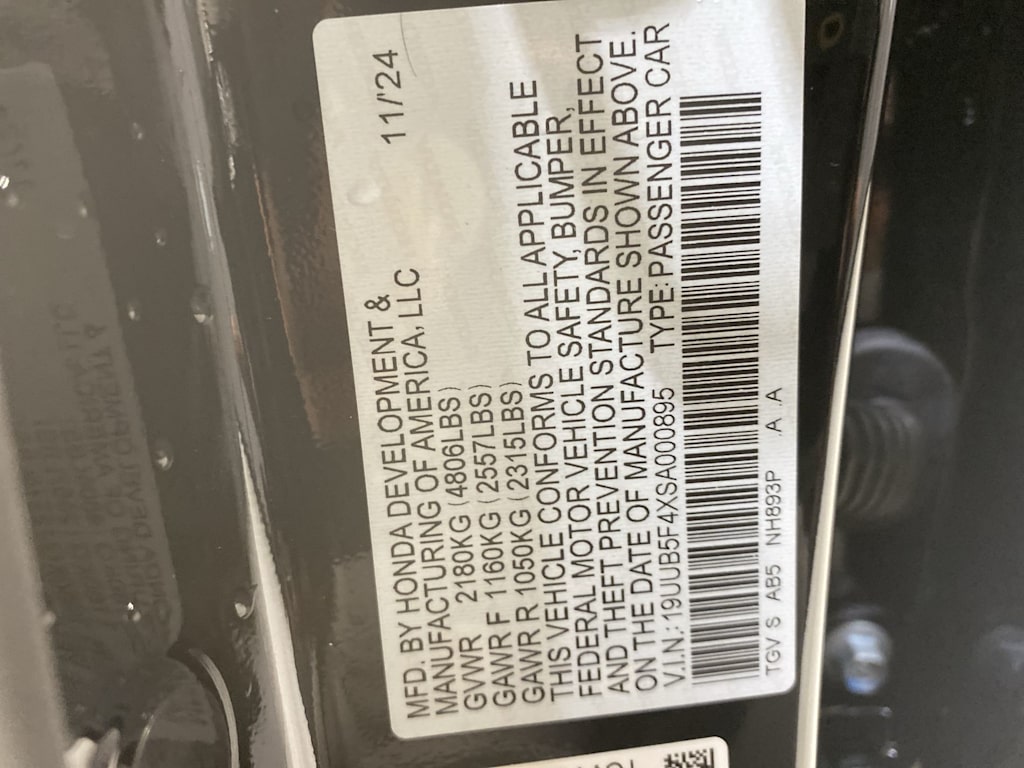 MFD. BY HONDA DEVELOPMENT &
MANUFACTURING OF AMERICA, LLC 11/'24
GVWR 2180KG (4806LBS)
GAWR F 1160KG (2557LBS)
GAWR R 1050KG (2315LBS)
THIS VEHICLE CONFORMS TO ALL APPLICABLE
FEDERAL MOTOR VEHICLE SAFETY, BUMPER,
AND THEFT PREVENTION STANDARDS IN EFFECT
ON THE DATE OF MANUFACTURE SHOWN ABOVE.
V.I.N.: 19UUB5F4XSA000895 TYPE: PASSENGER CAR
TGV S AB5 NH893P .A .A